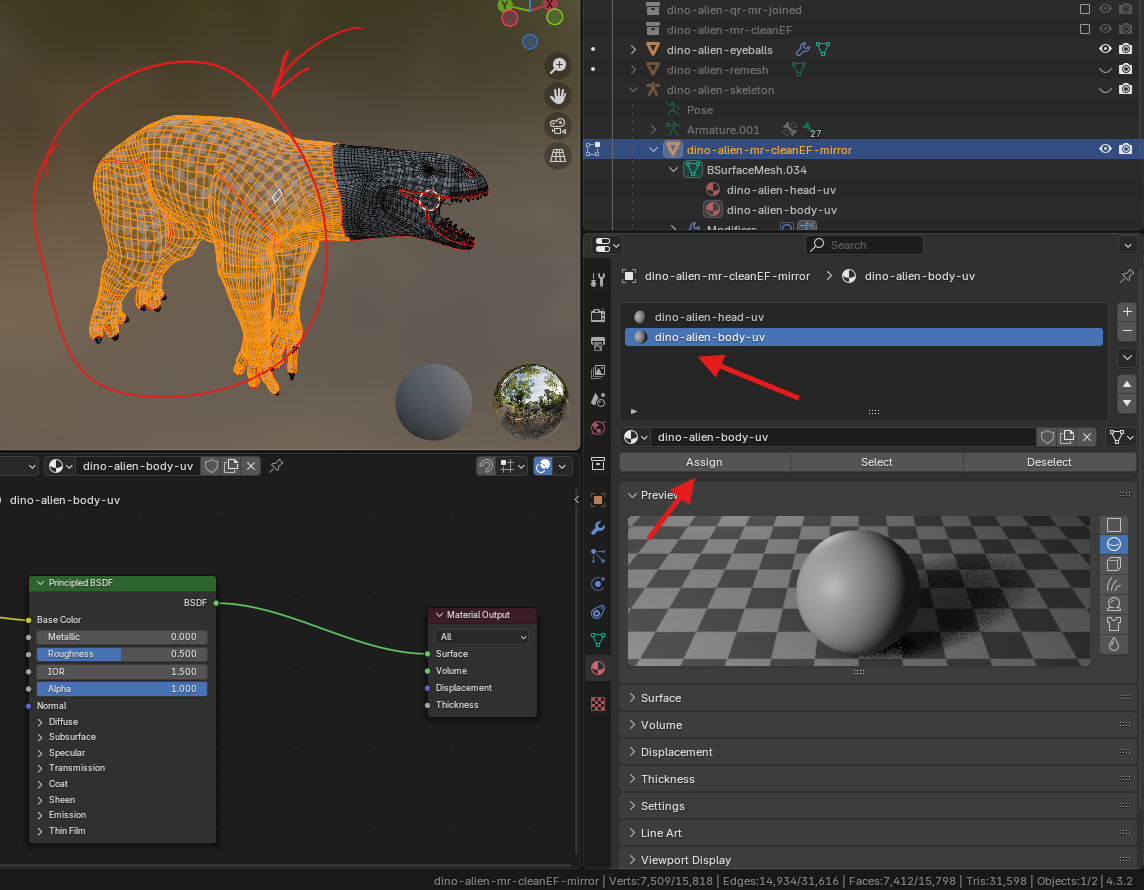 Y
X
dino-alien-qr-mr-joined
dino-alien-mr-cleanEF
dino-alien-eyeballs
dino-alien-remesh
dino-alien-skeleton
Pose
Armature.001
27
dino-alien-mr-cleanEF-mirror
BSurfaceMesh.034
dino-alien-head-uv
dino-alien-body-uv
Modifiers
Search
dino-alien-mr-cleanEF-mirror > dino-alien-body-uv
dino-alien-head-uv
dino-alien-body-uv
dino-alien-body-uv
Assign Select Deselect
Preview
Surface
Volume
Displacement
Thickness
Settings
Line Art
Viewport Display
dino-alien-body-uv
dino-alien-body-uv
Principled BSDF
BSDF
Base Color
Metallic 0.000
Roughness 0.500
IOR 1.500
Alpha 1.000
Normal
Diffuse
Subsurface
Specular
Transmission
Coat
Sheen
Emission
Thin Film
Material Output
All
Surface
Volume
Displacement
Thickness
dino-alien-mr-cleanEF-mirror | Verts:7,509/15,818 | Edges:14,934/31,616 | Faces:7,412/15,798 | Tris:31,598 | Objects:1/2 | 4.3.2